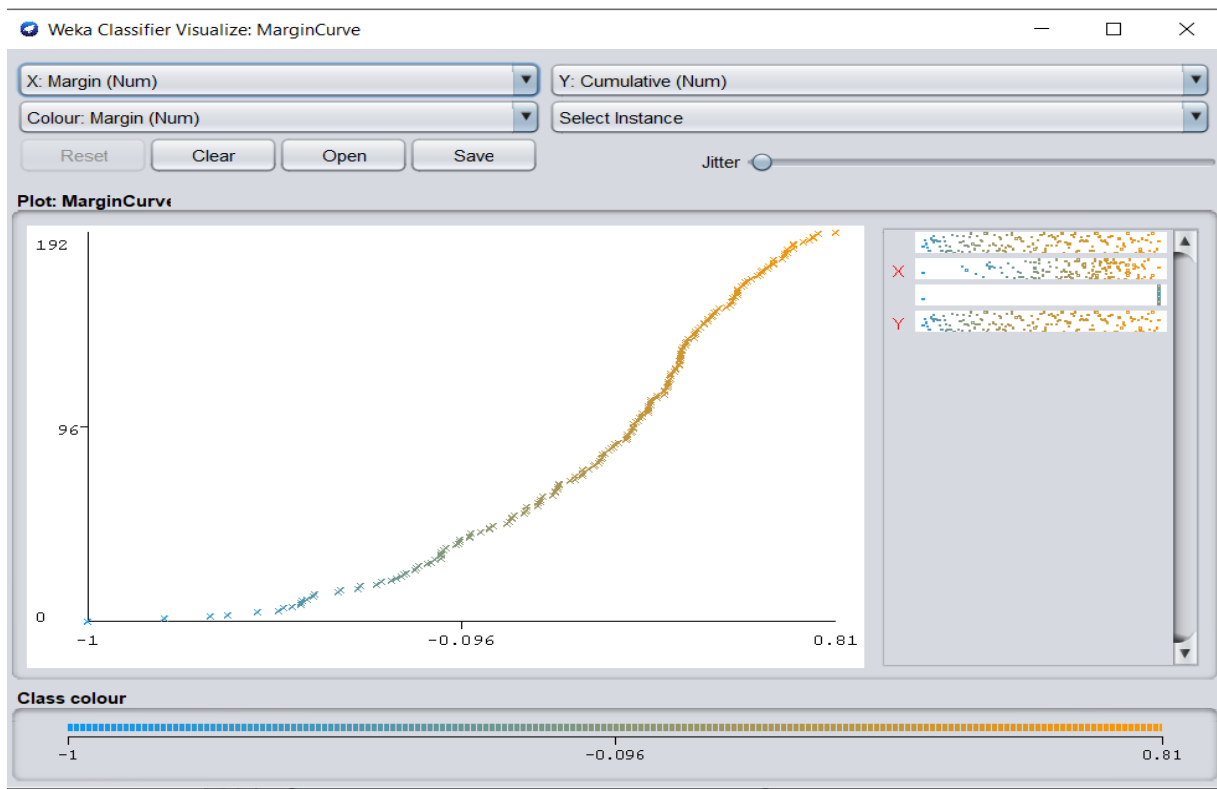 Weka Classifier Visualize: MarginCurve
X: Margin (Num)
Y: Cumulative (Num)
Colour: Margin (Num)
Select Instance
Reset
Clear
Open
Save
Jitter
Plot: MarginCurve
192
96
0
-1
-0.096
0.81
X
Y
Class colour
-1
-0.096
0.81